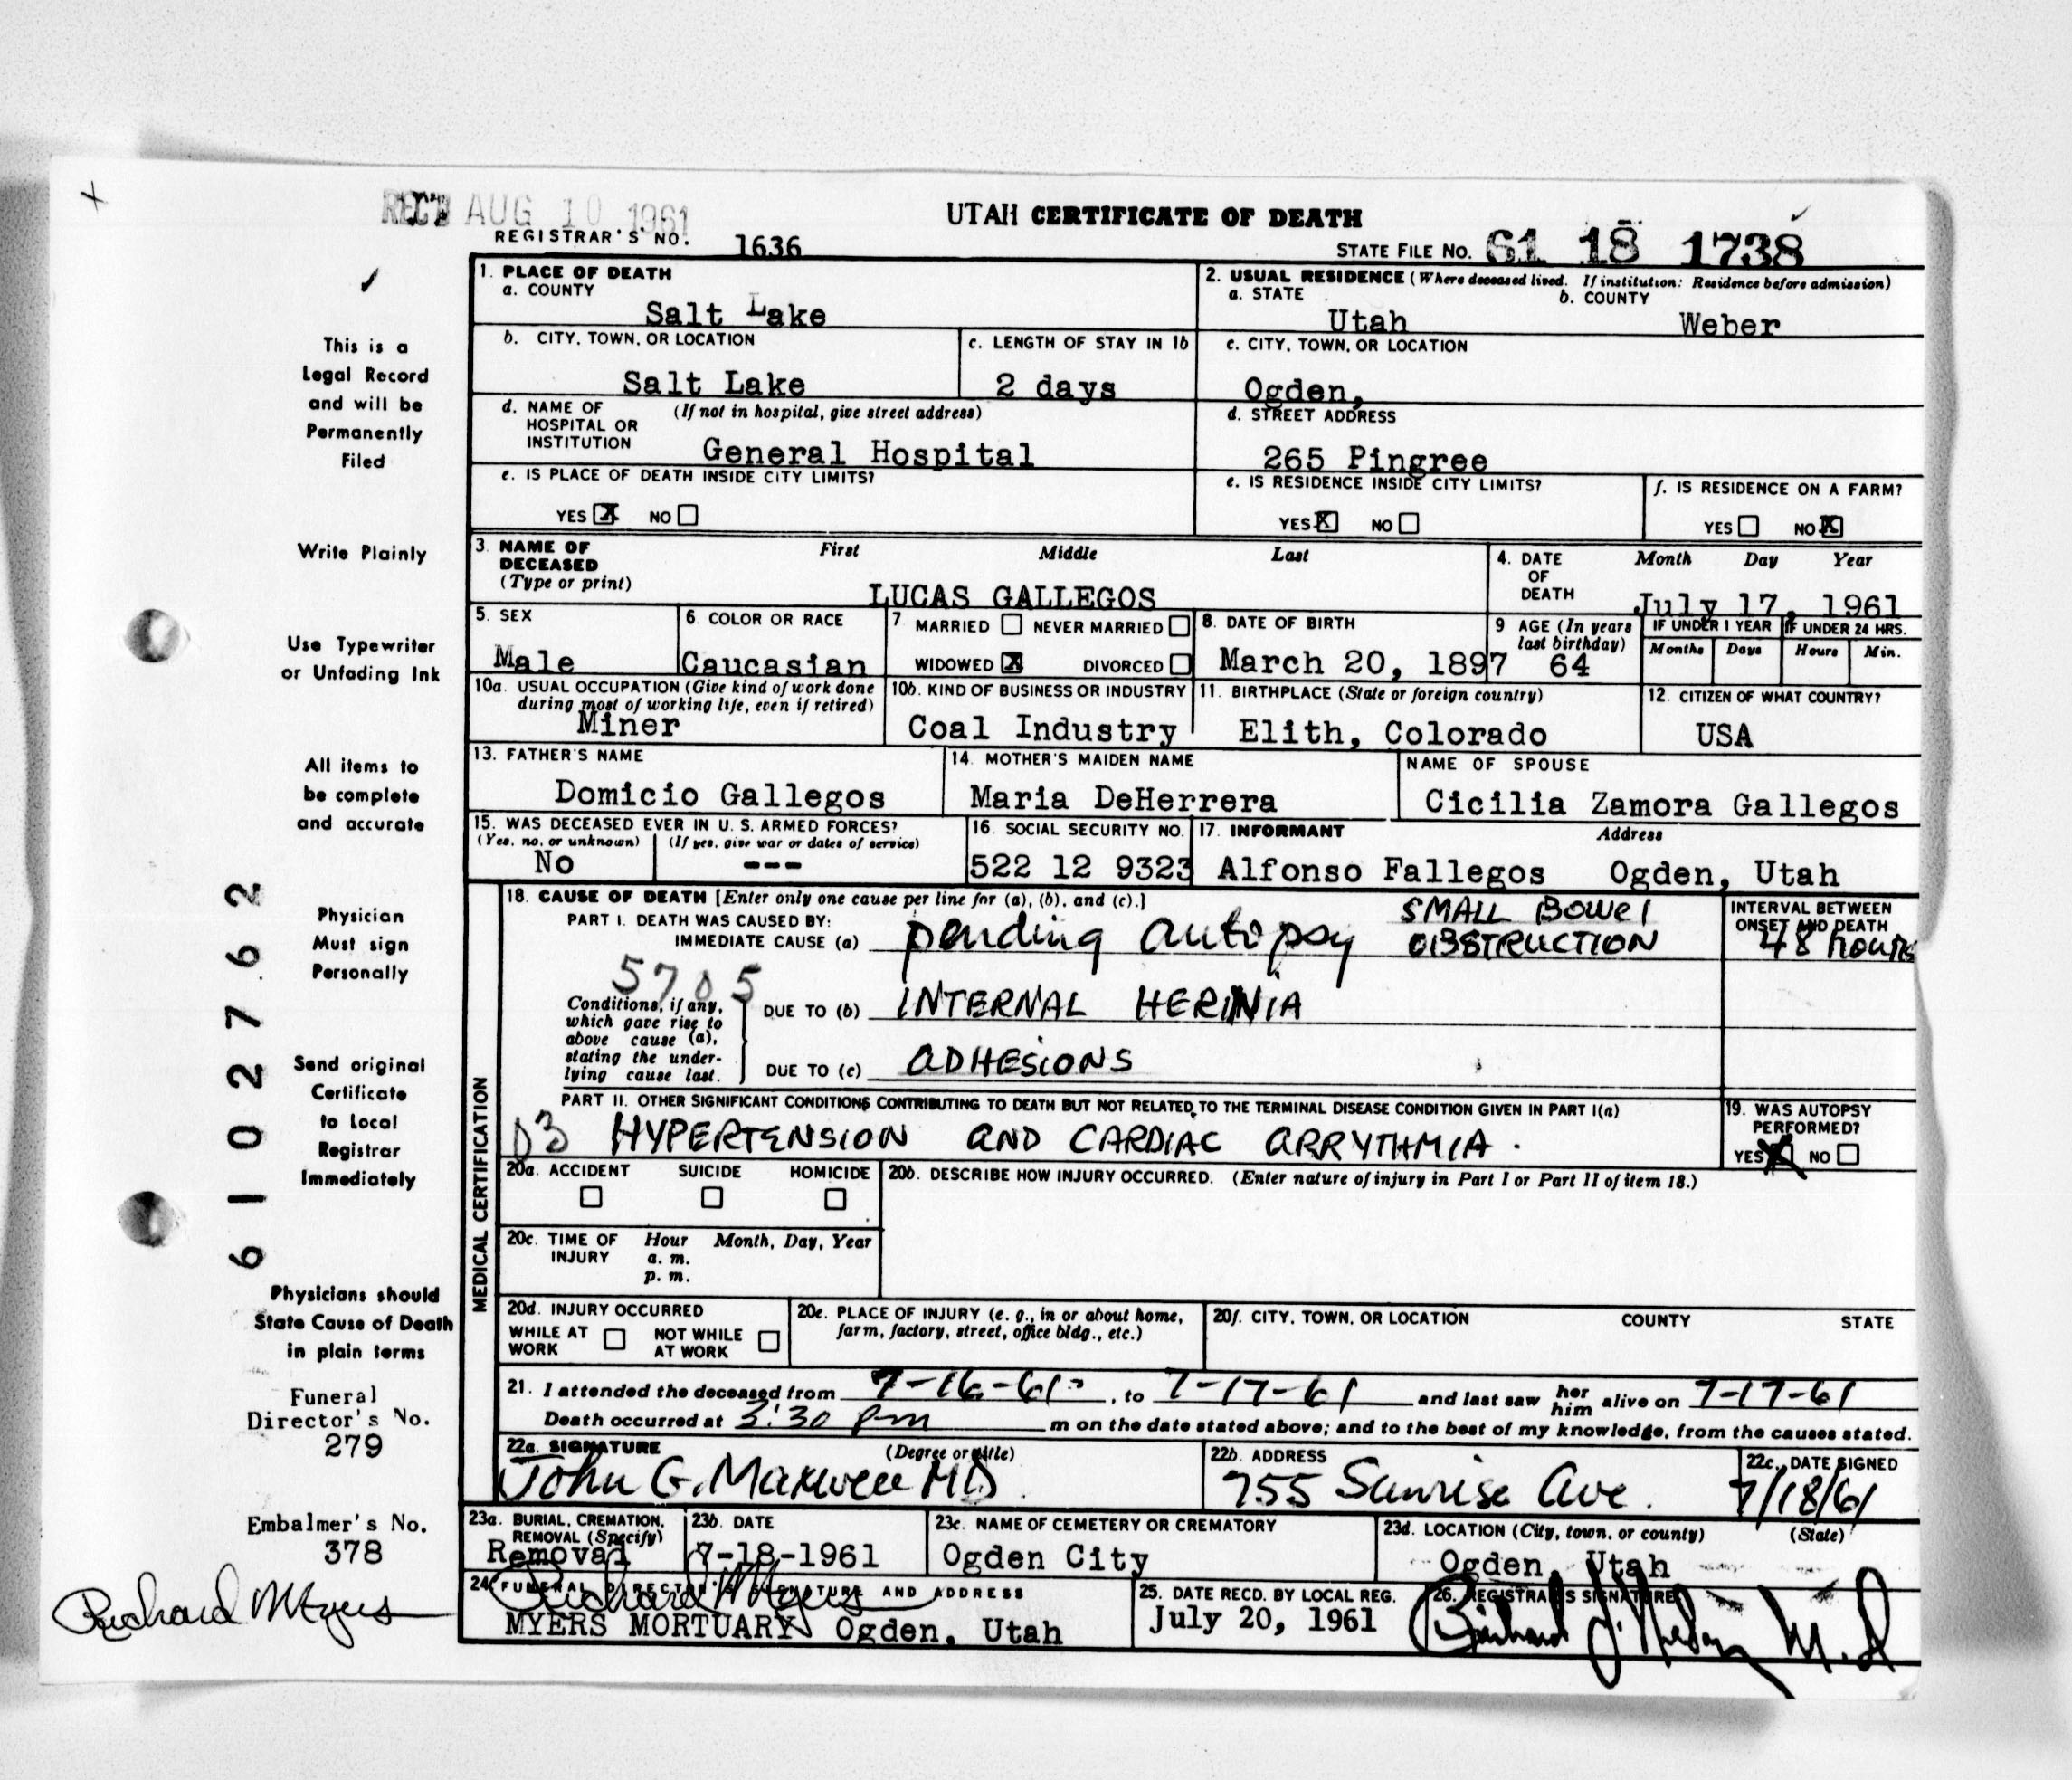 REC'D AUG 10 1961
UTAH CERTIFICATE OF DEATH
REGISTRAR'S NO. 1636
STATE FILE NO. 61 18 1738
1. PLACE OF DEATH
a. COUNTY
Salt Lake
2. USUAL RESIDENCE (Where deceased lived. If institution: Residence before admission)
a. STATE b. COUNTY
Utah Weber
b. CITY, TOWN, OR LOCATION
Salt Lake
c. LENGTH OF STAY IN 1b
2 days
c. CITY, TOWN, OR LOCATION
Ogden,
d. NAME OF HOSPITAL OR INSTITUTION (If not in hospital, give street address)
General Hospital
d. STREET ADDRESS
265 Pingree
e. IS PLACE OF DEATH INSIDE CITY LIMITS?
YES X NO
e. IS RESIDENCE INSIDE CITY LIMITS?
YES X NO
f. IS RESIDENCE ON A FARM?
YES NO X
3. NAME OF DECEASED (Type or print)
First Middle Last
LUCAS GALLEGOS
4. DATE OF DEATH
Month Day Year
July 17, 1961
5. SEX
Male
6. COLOR OR RACE
Caucasian
7 MARRIED NEVER MARRIED
WIDOWED X DIVORCED
8. DATE OF BIRTH
March 20, 1897
9 AGE (In years last birthday)
64
IF UNDER 1 YEAR IF UNDER 24 HRS.
Months Days Hours Min.
10a. USUAL OCCUPATION (Give kind of work done during most of working life, even if retired)
Miner
10b. KIND OF BUSINESS OR INDUSTRY
Coal Industry
11. BIRTHPLACE (State or foreign country)
Elith, Colorado
12. CITIZEN OF WHAT COUNTRY?
USA
13. FATHER'S NAME
Domicio Gallegos
14. MOTHER'S MAIDEN NAME
Maria DeHerrera
NAME OF SPOUSE
Cicilia Zamora Gallegos
15. WAS DECEASED EVER IN U. S. ARMED FORCES?
(Yes, no, or unknown) (If yes, give war or dates of service)
No ---
16. SOCIAL SECURITY NO.
522 12 9323
17. INFORMANT Address
Alfonso Fallegos Ogden, Utah
MEDICAL CERTIFICATION
18. CAUSE OF DEATH [Enter only one cause per line for (a), (b), and (c).]
PART I. DEATH WAS CAUSED BY:
IMMEDIATE CAUSE (a) pending autopsy SMALL BOWEl OBSTRUCTION
INTERVAL BETWEEN ONSET AND DEATH
48 hours
5705
Conditions, if any, which gave rise to above cause (a), stating the underlying cause last.
DUE TO (b) INTERNAL HERNIA
DUE TO (c) ADHESIONS
PART II. OTHER SIGNIFICANT CONDITIONS CONTRIBUTING TO DEATH BUT NOT RELATED TO THE TERMINAL DISEASE CONDITION GIVEN IN PART I(a)
HYPERTENSION AND CARDIAC ARRYTHMIA.
19. WAS AUTOPSY PERFORMED?
YES X NO
20a. ACCIDENT SUICIDE HOMICIDE
20b. DESCRIBE HOW INJURY OCCURRED. (Enter nature of injury in Part I or Part II of item 18.)
20c. TIME OF INJURY Hour Month, Day, Year
a. m.
p. m.
20d. INJURY OCCURRED
WHILE AT WORK NOT WHILE AT WORK
20e. PLACE OF INJURY (e. g., in or about home, farm, factory, street, office bldg., etc.)
20f. CITY, TOWN, OR LOCATION COUNTY STATE
21. I attended the deceased from 7-16-61, to 7-17-61 and last saw her him alive on 7-17-61
Death occurred at 3:30 pm m on the date stated above; and to the best of my knowledge, from the causes stated.
22a. SIGNATURE (Degree or title)
John G. Maxwell MD
22b. ADDRESS
755 Sunrise Ave.
22c. DATE SIGNED
7/18/61
23a. BURIAL, CREMATION, REMOVAL (Specify)
Removal
23b. DATE
7-18-1961
23c. NAME OF CEMETERY OR CREMATORY
Ogden City
23d. LOCATION (City, town, or county) (State)
Ogden, Utah
24. FUNERAL DIRECTOR'S SIGNATURE AND ADDRESS
Richard W Myers
MYERS MORTUARY Ogden, Utah
25. DATE RECD. BY LOCAL REG.
July 20, 1961
26. REGISTRAR'S SIGNATURE
M.D
This is a
Legal Record
and will be
Permanently
Filed
Write Plainly
Use Typewriter
or Unfading Ink
All items to
be complete
and accurate
Physician
Must sign
Personally
Send original
Certificate
to Local
Registrar
Immediately
Physicians should
State Cause of Death
in plain terms
Funeral
Director's No.
279
Embalmer's No.
378
Richard W Myers
61027762